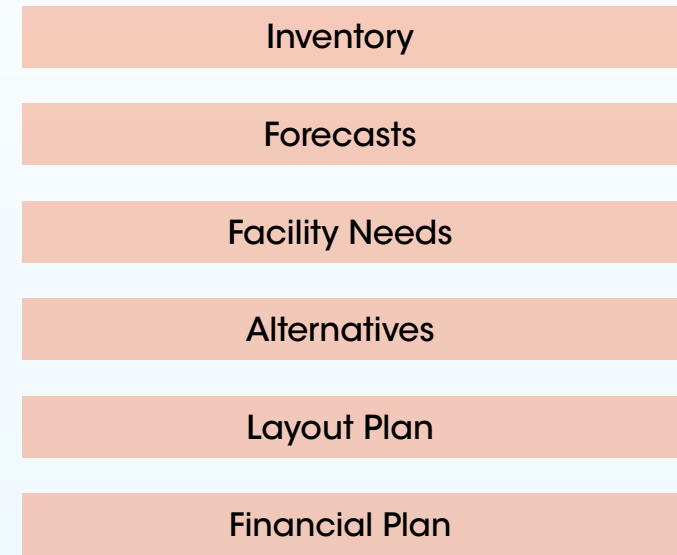 Inventory
Forecasts
Facility Needs
Alternatives
Layout Plan
Financial Plan